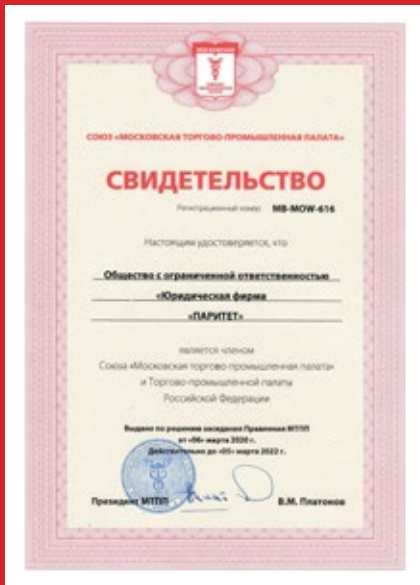 МОСКОВСКАЯ
СОЮЗ «МОСКОВСКАЯ ТОРГОВО-ПРОМЫШЛЕННАЯ ПАЛАТА»
СВИДЕТЕЛЬСТВО
Регистрационный номер МВ-MOW-616
Настоящим удостоверяется, что
Общество с ограниченной ответственностью
«Юридическая фирма
«ПАРИТЕТ»
является членом
Союза «Московская торгово-промышленная палата»
и Торгово-промышленной палаты
Российской Федерации
Выдано по решению заседания Правления МТПП
от «06» марта 2020 г.
Действительно до «05» марта 2022 г.
Президент МТПП В.М. Платонов